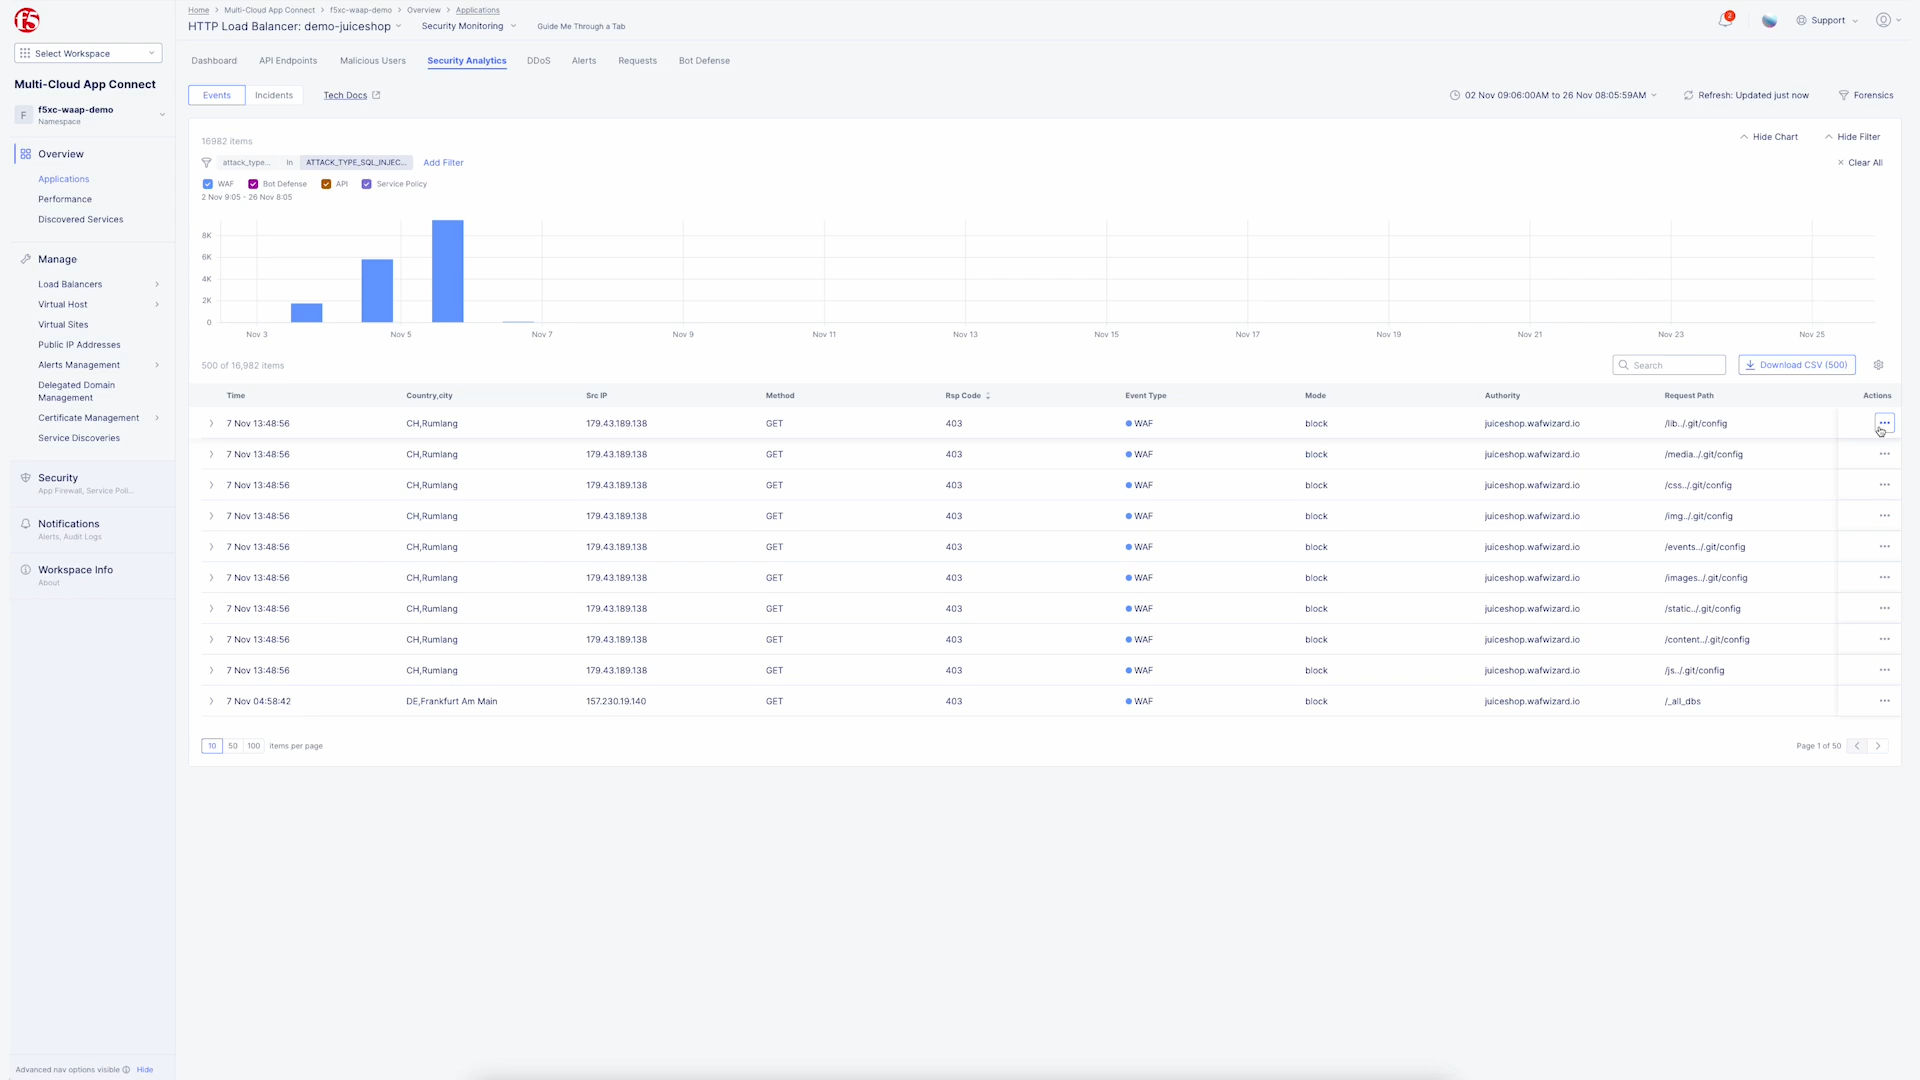 Home > Multi-Cloud App Connect > f5xc-waap-demo > Overview > Applications
HTTP Load Balancer: demo-juiceshop Security Monitoring Guide Me Through a Tab
2 Support
f5
Select Workspace
Multi-Cloud App Connect
F f5xc-waap-demo
Namespace
Overview
Applications
Performance
Discovered Services
Manage
Load Balancers
Virtual Host
Virtual Sites
Public IP Addresses
Alerts Management
Delegated Domain
Management
Certificate Management
Service Discoveries
Security
App Firewall, Service Poli...
Notifications
Alerts, Audit Logs
Workspace Info
About
Advanced nav options visible Hide
Dashboard API Endpoints Malicious Users Security Analytics DDoS Alerts Requests Bot Defense
Events Incidents Tech Docs
02 Nov 09:06:00AM to 26 Nov 08:05:59AM Refresh: Updated just now Forensics
16982 items Hide Chart Hide Filter
attack_type... In ATTACK_TYPE_SQL_INJEC... Add Filter Clear All
WAF Bot Defense API Service Policy
2 Nov 9:05 - 26 Nov 8:05
8K
6K
4K
2K
0
Nov 3 Nov 5 Nov 7 Nov 9 Nov 11 Nov 13 Nov 15 Nov 17 Nov 19 Nov 21 Nov 23 Nov 25
500 of 16,982 items Search Download CSV (500)
Time Country,city Src IP Method Rsp Code Event Type Mode Authority Request Path Actions
7 Nov 13:48:56 CH,Rumlang 179.43.189.138 GET 403 WAF block juiceshop.wafwizard.io /lib../.git/config
7 Nov 13:48:56 CH,Rumlang 179.43.189.138 GET 403 WAF block juiceshop.wafwizard.io /media../.git/config
7 Nov 13:48:56 CH,Rumlang 179.43.189.138 GET 403 WAF block juiceshop.wafwizard.io /css../.git/config
7 Nov 13:48:56 CH,Rumlang 179.43.189.138 GET 403 WAF block juiceshop.wafwizard.io /img../.git/config
7 Nov 13:48:56 CH,Rumlang 179.43.189.138 GET 403 WAF block juiceshop.wafwizard.io /events../.git/config
7 Nov 13:48:56 CH,Rumlang 179.43.189.138 GET 403 WAF block juiceshop.wafwizard.io /images../.git/config
7 Nov 13:48:56 CH,Rumlang 179.43.189.138 GET 403 WAF block juiceshop.wafwizard.io /static../.git/config
7 Nov 13:48:56 CH,Rumlang 179.43.189.138 GET 403 WAF block juiceshop.wafwizard.io /content../.git/config
7 Nov 13:48:56 CH,Rumlang 179.43.189.138 GET 403 WAF block juiceshop.wafwizard.io /js../.git/config
7 Nov 04:58:42 DE,Frankfurt Am Main 157.230.19.140 GET 403 WAF block juiceshop.wafwizard.io /_all_dbs
10 50 100 items per page Page 1 of 50